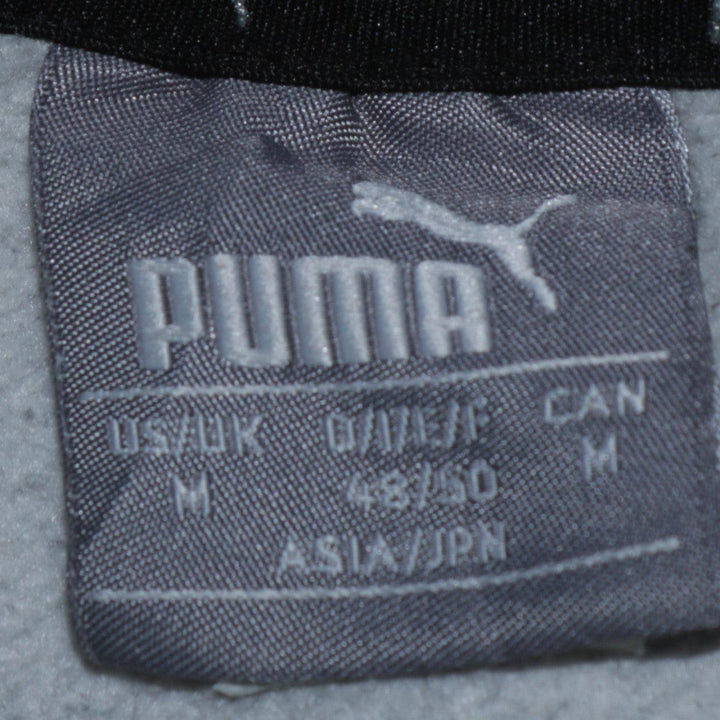 PUMA
US/UK D/I/E/F CAN
M 48/50 M
ASIA/JPN